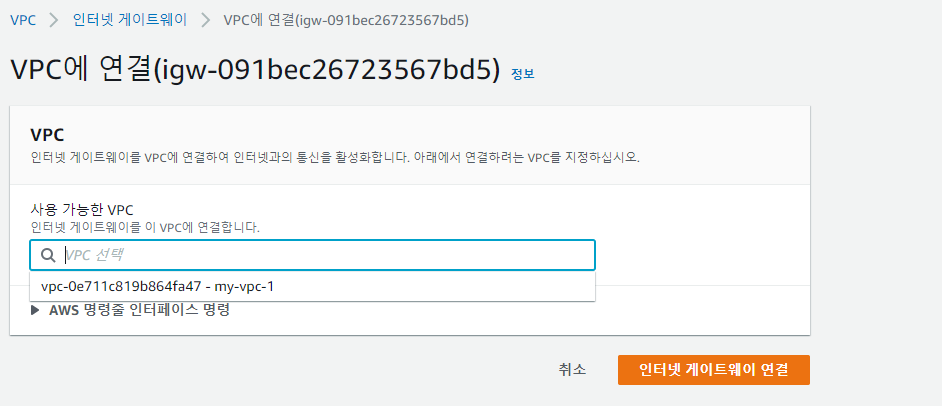 VPC > 인터넷 게이트웨이 > VPC에 연결(igw-091bec26723567bd5)
VPC에 연결(igw-091bec26723567bd5) 정보
VPC
인터넷 게이트웨이를 VPC에 연결하여 인터넷과의 통신을 활성화합니다. 아래에서 연결하려는 VPC를 지정하십시오.
사용 가능한 VPC
인터넷 게이트웨이를 이 VPC에 연결합니다.
VPC 선택
vpc-0e711c819b864fa47 - my-vpc-1
AWS 명령줄 인터페이스 명령
취소 인터넷 게이트웨이 연결